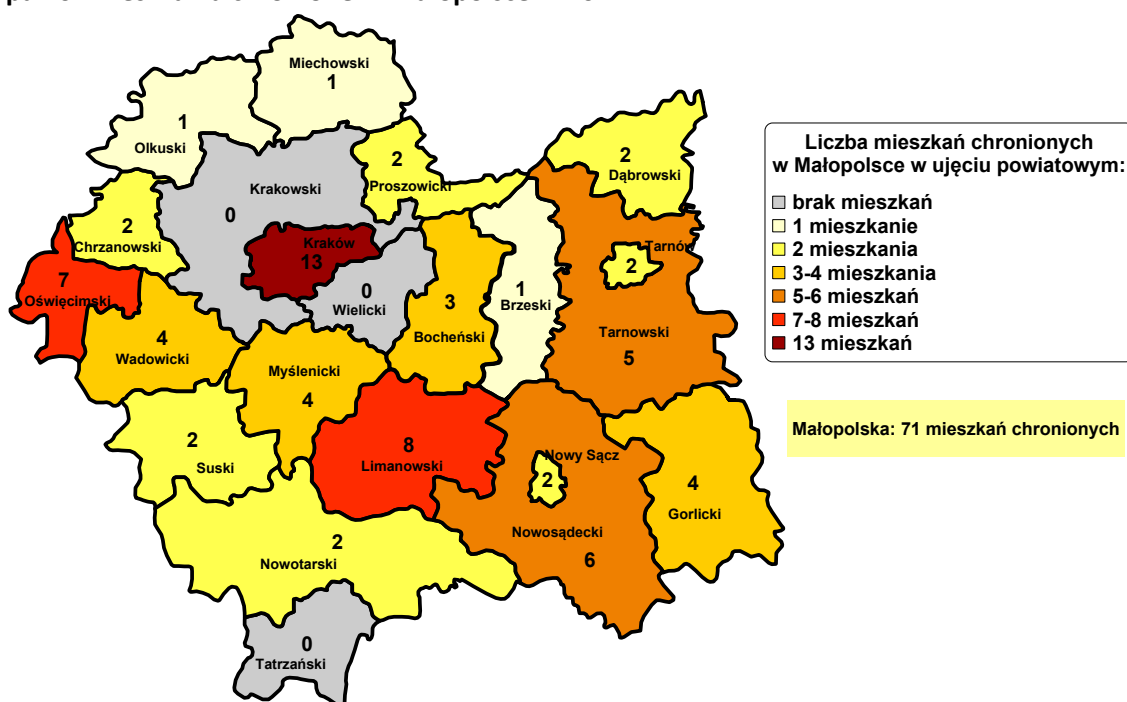 Miechowski
1
1
Olkuski
2
Proszowicki
2
Dąbrowski
Krakowski
0
2
Chrzanowski
Kraków
13
Tarnów
2
7
Oświęcimski
0
Wielicki
3
Bocheński
1
Brzeski
Tarnowski
5
4
Wadowicki
Myślenicki
4
2
Suski
8
Limanowski
Nowy Sącz
2
4
Gorlicki
Nowosądecki
6
2
Nowotarski
0
Tatrzański
Liczba mieszkań chronionych
w Małopolsce w ujęciu powiatowym:
brak mieszkań
1 mieszkanie
2 mieszkania
3-4 mieszkania
5-6 mieszkań
7-8 mieszkań
13 mieszkań
Małopolska: 71 mieszkań chronionych